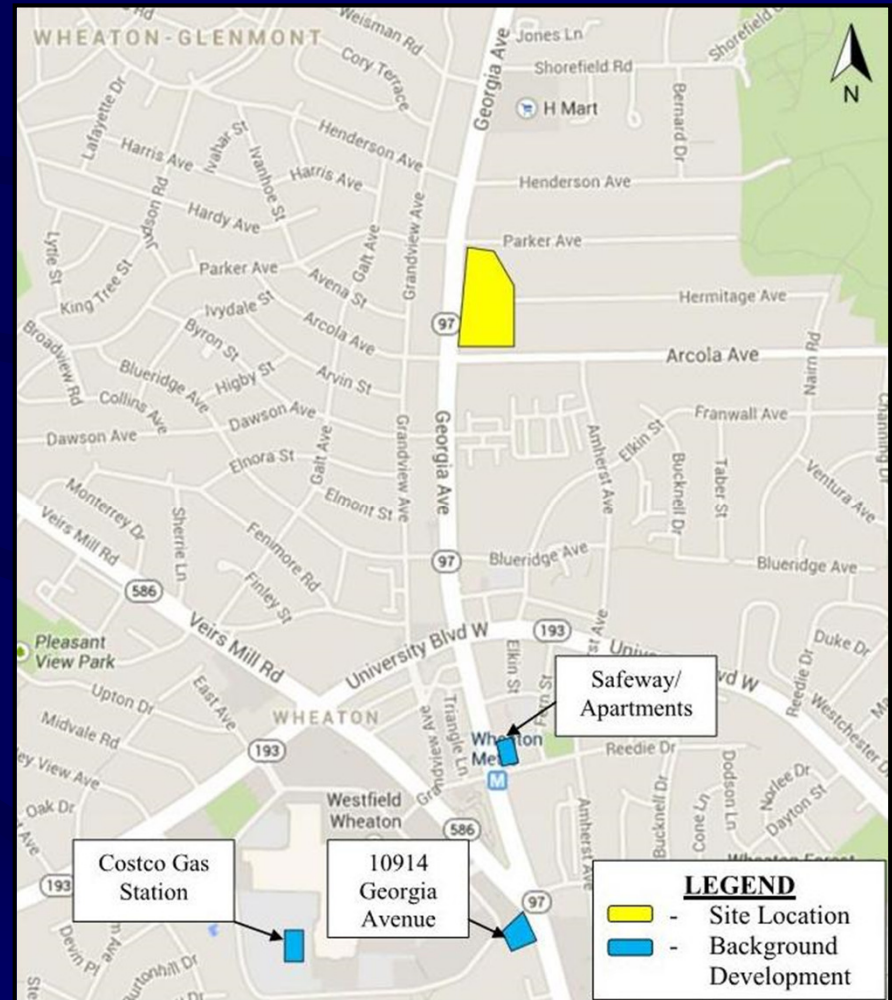 Weisman Rd
Georgia Ave
Jones Ln
WHEATON-GLENMONT
Cory Terrace
Shorefield Rd
N
H Mart
Lafayette Dr
Bernard Dr
Ivahar St
Henderson Ave
Harris Ave
Ivanhoe St
Harris Ave
Henderson Ave
Judson Rd
Hardy Ave
Galt Ave
Grandview Ave
Parker Ave
Lytle St
Parker Ave
King Tree St
Avena St
Hermitage Ave
Ivydale St
97
Broadview Rd
Byron St
Arcola Ave
Arcola Ave
Nairn Rd
Blueridge Ave
Higby St
Arvin St
Collins Ave
Dawson Ave
Georgia Ave
Franwall Ave
Dawson Ave
Elkin St
Amherst Ave
Elnora St
Galt Ave
Grandview Ave
Bucknell Dr
Taber St
Ventura Ave
Monterrey Dr
Elmont St
Veirs Mill Rd
Sherrie Ln
Fenimore Rd
97
Blueridge Ave
Blueridge Ave
586
Finley St
Veirs Mill Rd
University Blvd W
193
Duke Dr
Pleasant
View Park
Elkin St
Safeway/
Apartments
Reedie Dr
Upton Dr
East Ave
WHEATON
Triangle Ln
Westchester
Midvale Rd
193
Reedie Dr
M
Dodson Ln
Norlee Dr
Oak Dr
Westfield
Wheaton
586
Amherst Ave
Bucknell Dr
Cone Ln
Dayton St
Costco Gas
Station
10914
Georgia
Avenue
193
97
LEGEND
- Site Location
- Background
Development
Devin Pl